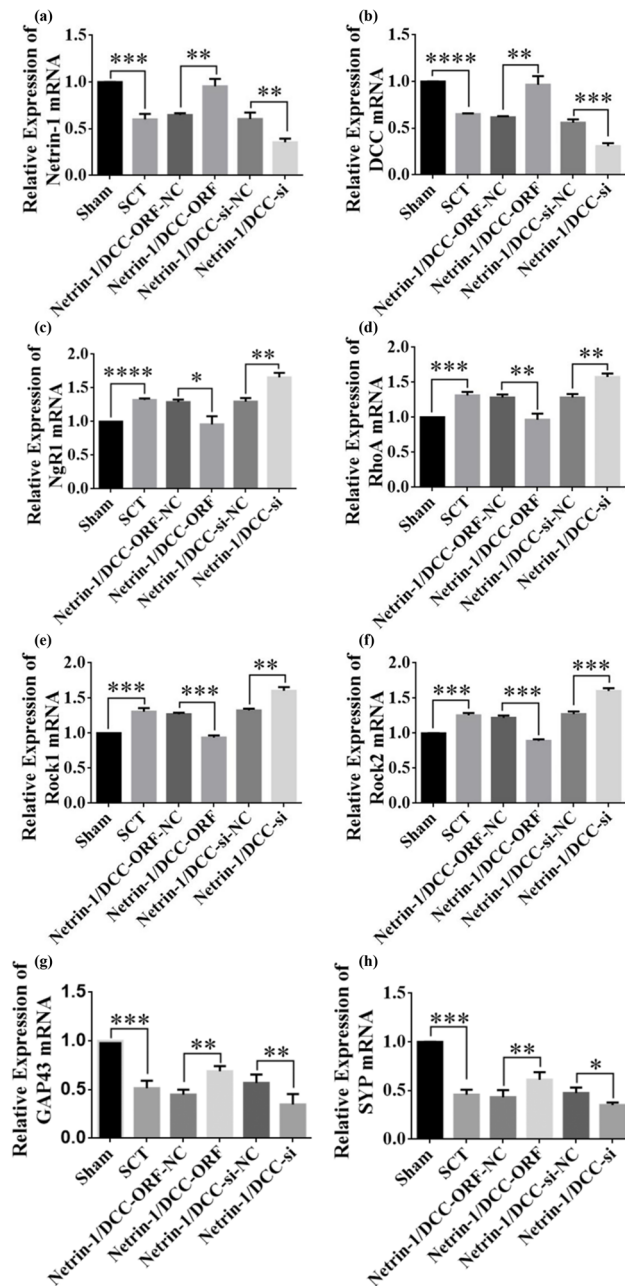 (a)
Relative Expression of
Netrin-1 mRNA
1.5
1.0
0.5
0.0
***
**
**
Sham
SCT
Netrin-1/DCC-ORF-NC
Netrin-1/DCC-ORF
Netrin-1/DCC-si-NC
Netrin-1/DCC-si
(b)
Relative Expression of
DCC mRNA
1.5
1.0
0.5
0.0
****
**
***
Sham
SCT
Netrin-1/DCC-ORF-NC
Netrin-1/DCC-ORF
Netrin-1/DCC-si-NC
Netrin-1/DCC-si
(c)
Relative Expression of
NgR1 mRNA
2.0
1.5
1.0
0.5
0.0
****
*
**
Sham
SCT
Netrin-1/DCC-ORF-NC
Netrin-1/DCC-ORF
Netrin-1/DCC-si-NC
Netrin-1/DCC-si
(d)
Relative Expression of
RhoA mRNA
2.0
1.5
1.0
0.5
0.0
***
**
**
Sham
SCT
Netrin-1/DCC-ORF-NC
Netrin-1/DCC-ORF
Netrin-1/DCC-si-NC
Netrin-1/DCC-si
(e)
Relative Expression of
Rock1 mRNA
2.0
1.5
1.0
0.5
0.0
***
***
**
Sham
SCT
Netrin-1/DCC-ORF-NC
Netrin-1/DCC-ORF
Netrin-1/DCC-si-NC
Netrin-1/DCC-si
(f)
Relative Expression of
Rock2 mRNA
2.0
1.5
1.0
0.5
0.0
***
***
***
Sham
SCT
Netrin-1/DCC-ORF-NC
Netrin-1/DCC-ORF
Netrin-1/DCC-si-NC
Netrin-1/DCC-si
(g)
Relative Expression of
GAP43 mRNA
1.5
1.0
0.5
0.0
***
**
**
Sham
SCT
Netrin-1/DCC-ORF-NC
Netrin-1/DCC-ORF
Netrin-1/DCC-si-NC
Netrin-1/DCC-si
(h)
Relative Expression of
SYP mRNA
1.5
1.0
0.5
0.0
***
**
*
Sham
SCT
Netrin-1/DCC-ORF-NC
Netrin-1/DCC-ORF
Netrin-1/DCC-si-NC
Netrin-1/DCC-si